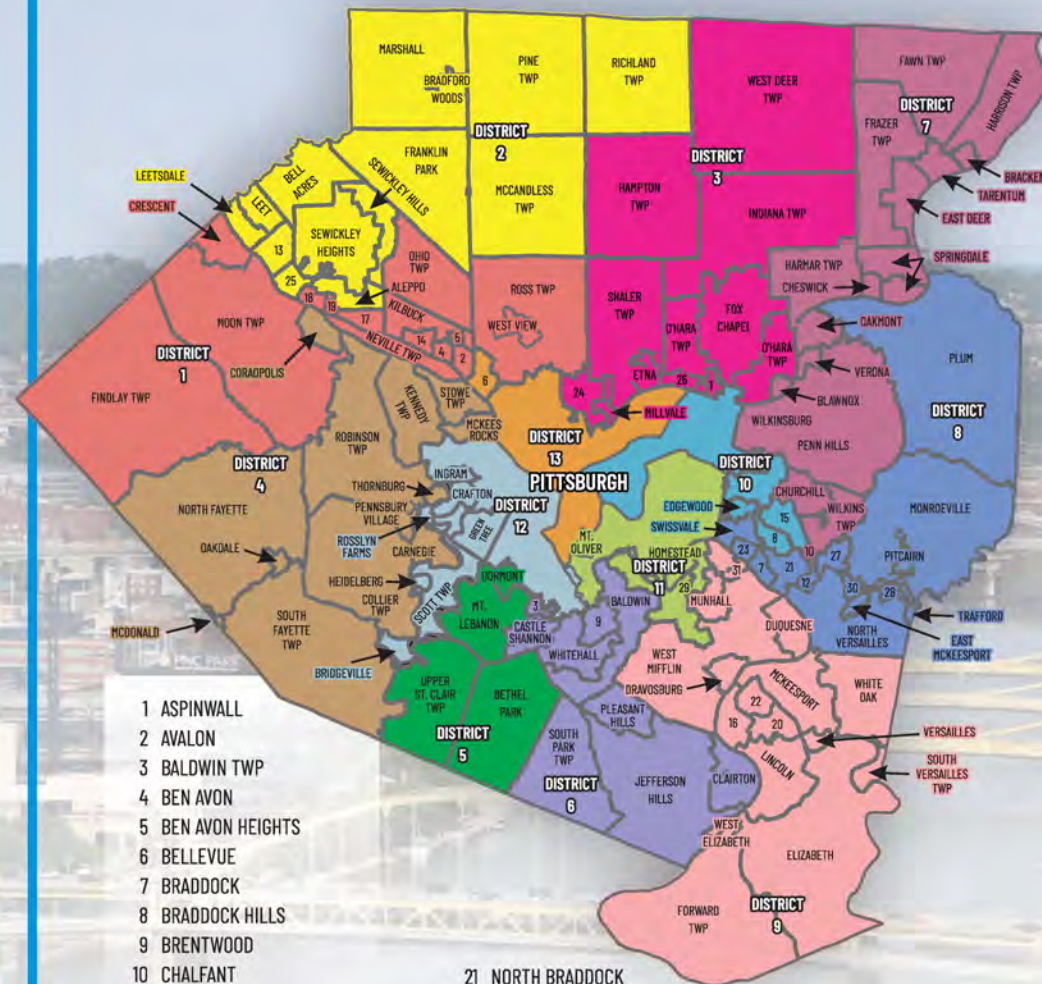 MARSHALL
BRADFORD
WOODS
PINE
TWP
RICHLAND
TWP
WEST DEER
TWP
FAWN TWP
DISTRICT
7
HARRISON TWP
FRAZER
TWP
DISTRICT
2
FRANKLIN
PARK
SEWICKLEY HILLS
BELL
ACRES
LEETSDALE
LEET
CRESCENT
MCCANDLESS
TWP
DISTRICT
3
HAMPTON
TWP
INDIANA TWP
BRACKEN
TARENTUM
EAST DEER
13
SEWICKLEY
HEIGHTS
25
OHIO
TWP
ALEPPO
HARMAR TWP
CHESWICK
SPRINGDALE
18
19
17
KILBUCK
ROSS TWP
WEST VIEW
SHALER
TWP
O'HARA
TWP
FOX
CHAPEL
O'HARA
TWP
OAKMONT
MOON TWP
NEVILLE TWP
14
4
5
2
6
DISTRICT
1
CORAOPOLIS
FINDLAY TWP
ETNA
26
1
24
MILLVALE
VERONA
BLAWNOX
PLUM
DISTRICT
8
KENNEDY
TWP
STOWE
TWP
MCKEES
ROCKS
ROBINSON
TWP
DISTRICT
13
PITTSBURGH
WILKINSBURG
PENN HILLS
DISTRICT
4
NORTH FAYETTE
THORNBURG
INGRAM
CRAFTON
PENNSBURY
VILLAGE
ROSSLYN
FARMS
GREEN
TREE
DISTRICT
12
DISTRICT
10
EDGEWOOD
SWISSVALE
CHURCHILL
15
8
WILKINS
TWP
10
MONROEVILLE
OAKDALE
CARNEGIE
MT.
OLIVER
HOMESTEAD
DISTRICT
11
29
31
23
7
21
12
27
PITCAIRN
30
28
HEIDELBERG
COLLIER
TWP
SCOTT TWP
DORMONT
MT.
LEBANON
3
CASTLE
SHANNON
BALDWIN
9
WHITEHALL
MUNHALL
DUQUESNE
NORTH
VERSAILLES
TRAFFORD
EAST
MCKEESPORT
MCDONALD
SOUTH
FAYETTE
TWP
BRIDGEVILLE
UPPER
ST. CLAIR
TWP
BETHEL
PARK
DISTRICT
5
WEST
MIFFLIN
DRAVOSBURG
MCKEESPORT
WHITE
OAK
22
16
20
PLEASANT
HILLS
SOUTH
PARK
TWP
DISTRICT
6
JEFFERSON
HILLS
CLAIRTON
LINCOLN
VERSAILLES
SOUTH
VERSAILLES
TWP
WEST
ELIZABETH
ELIZABETH
FORWARD
TWP
DISTRICT
9
PNC PARK
1 ASPINWALL
2 AVALON
3 BALDWIN TWP
4 BEN AVON
5 BEN AVON HEIGHTS
6 BELLEVUE
7 BRADDOCK
8 BRADDOCK HILLS
9 BRENTWOOD
10 CHALFANT
21 NORTH BRADDOCK